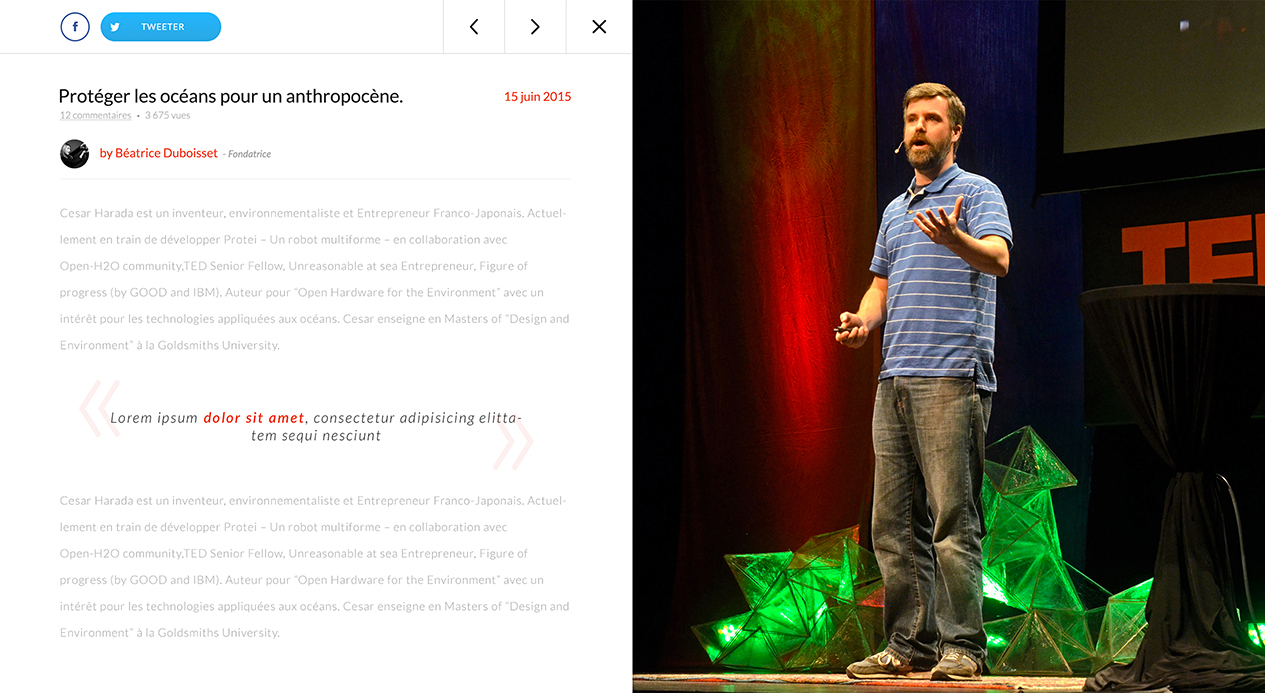 f
TWEETER
Protéger les océans pour un anthropocène.
15 juin 2015
12 commentaires • 3 675 vues
by Béatrice Duboisset - Fondatrice
Cesar Harada est un inventeur, environnementaliste et Entrepreneur Franco-Japonais. Actuel-
lement en train de développer Protei – Un robot multiforme – en collaboration avec
Open-H2O community,TED Senior Fellow, Unreasonable at sea Entrepreneur, Figure of
progress (by GOOD and IBM). Auteur pour "Open Hardware for the Environment" avec un
intérêt pour les technologies appliquées aux océans. Cesar enseigne en Masters of "Design and
Environment" à la Goldsmiths University.
« Lorem ipsum dolor sit amet, consectetur adipisicing elitta-
tem sequi nesciunt »
Cesar Harada est un inventeur, environnementaliste et Entrepreneur Franco-Japonais. Actuel-
lement en train de développer Protei – Un robot multiforme – en collaboration avec
Open-H2O community,TED Senior Fellow, Unreasonable at sea Entrepreneur, Figure of
progress (by GOOD and IBM). Auteur pour "Open Hardware for the Environment" avec un
intérêt pour les technologies appliquées aux océans. Cesar enseigne en Masters of "Design and
Environment" à la Goldsmiths University.
TED